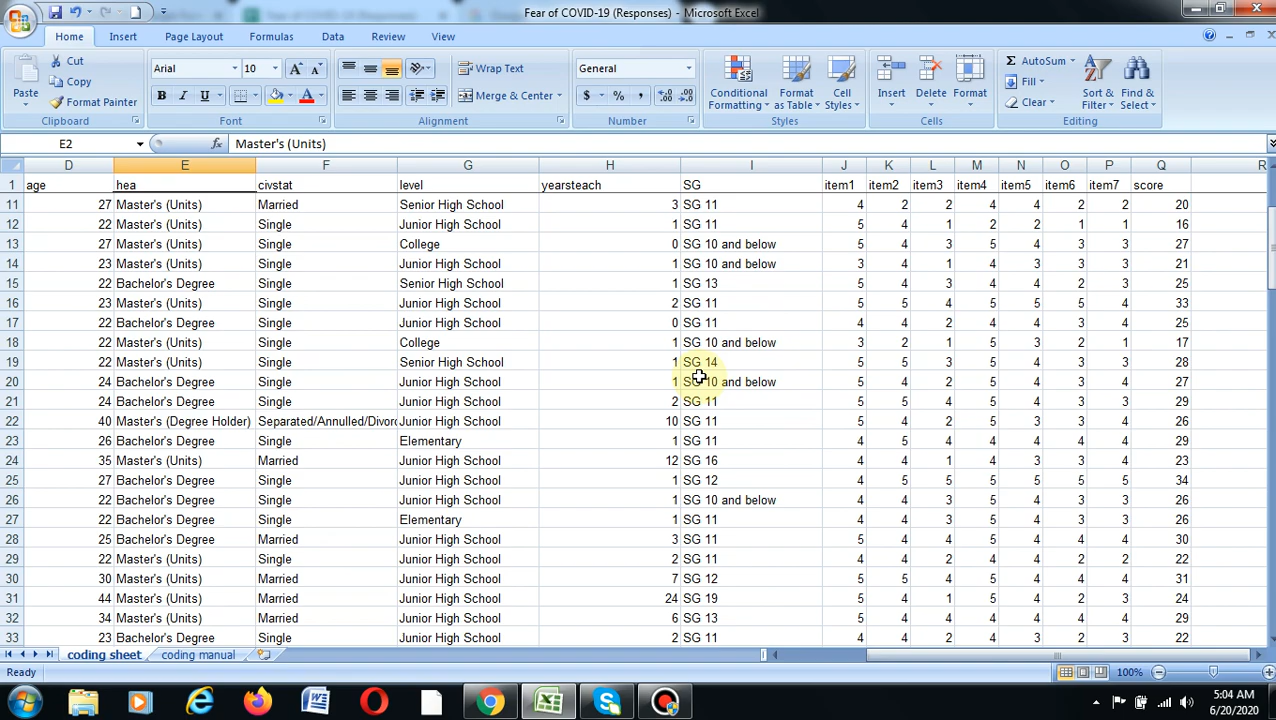 Fear of COVID-19 (Responses) - Microsoft Excel
Home Insert Page Layout Formulas Data Review View
Cut
Copy
Format Painter
Paste
Clipboard
Arial 10
B I U
Font
Wrap Text
Merge & Center
Alignment
General
$ % ,
Number
Conditional Formatting
Format as Table
Cell Styles
Styles
Insert Delete Format
Cells
AutoSum
Fill
Clear
Sort & Filter
Find & Select
Editing
E2 fx Master's (Units)
D E F G H I J K L M N O P Q R
1 age hea civstat level yearsteach SG item1 item2 item3 item4 item5 item6 item7 score
11 27 Master's (Units) Married Senior High School 3 SG 11 4 2 2 4 4 2 2 20
12 22 Master's (Units) Single Junior High School 1 SG 11 5 4 1 2 2 1 1 16
13 27 Master's (Units) Single College 0 SG 10 and below 5 4 3 5 4 3 3 27
14 23 Master's (Units) Single Junior High School 1 SG 10 and below 3 4 1 4 3 3 3 21
15 22 Bachelor's Degree Single Senior High School 1 SG 13 5 4 3 4 4 2 3 25
16 23 Master's (Units) Single Junior High School 2 SG 11 5 5 4 5 5 5 4 33
17 22 Bachelor's Degree Single Junior High School 0 SG 11 4 4 2 4 4 3 4 25
18 22 Master's (Units) Single College 1 SG 10 and below 3 2 1 5 3 2 1 17
19 22 Master's (Units) Single Senior High School 1 SG 14 5 5 3 5 4 3 3 28
20 24 Bachelor's Degree Single Junior High School 1 SG 10 and below 5 4 2 5 4 3 4 27
21 24 Bachelor's Degree Single Junior High School 2 SG 11 5 4 4 5 4 4 3 29
22 40 Master's (Degree Holder) Separated/Annulled/Divorc Junior High School 10 SG 11 5 4 2 5 4 3 3 26
23 26 Bachelor's Degree Single Elementary 1 SG 11 4 5 4 4 4 4 4 29
24 35 Master's (Units) Married Junior High School 12 SG 16 4 4 1 4 3 3 4 23
25 27 Bachelor's Degree Single Junior High School 1 SG 12 4 5 5 5 5 5 5 34
26 22 Bachelor's Degree Single Junior High School 1 SG 10 and below 4 4 3 5 4 3 3 26
27 22 Bachelor's Degree Single Elementary 1 SG 11 4 4 3 5 4 3 3 26
28 25 Bachelor's Degree Married Junior High School 3 SG 11 5 4 4 5 4 4 4 30
29 22 Master's (Units) Single Junior High School 2 SG 11 4 4 2 4 4 2 2 22
30 30 Master's (Units) Married Junior High School 7 SG 12 5 5 4 5 4 4 4 31
31 44 Master's (Units) Married Junior High School 24 SG 19 5 4 1 5 4 2 3 24
32 34 Master's (Units) Married Junior High School 6 SG 13 5 4 4 4 4 4 4 29
33 23 Bachelor's Degree Single Junior High School 2 SG 11 4 4 2 4 3 2 3 22
coding sheet coding manual
Ready 100%
5:04 AM
6/20/2020